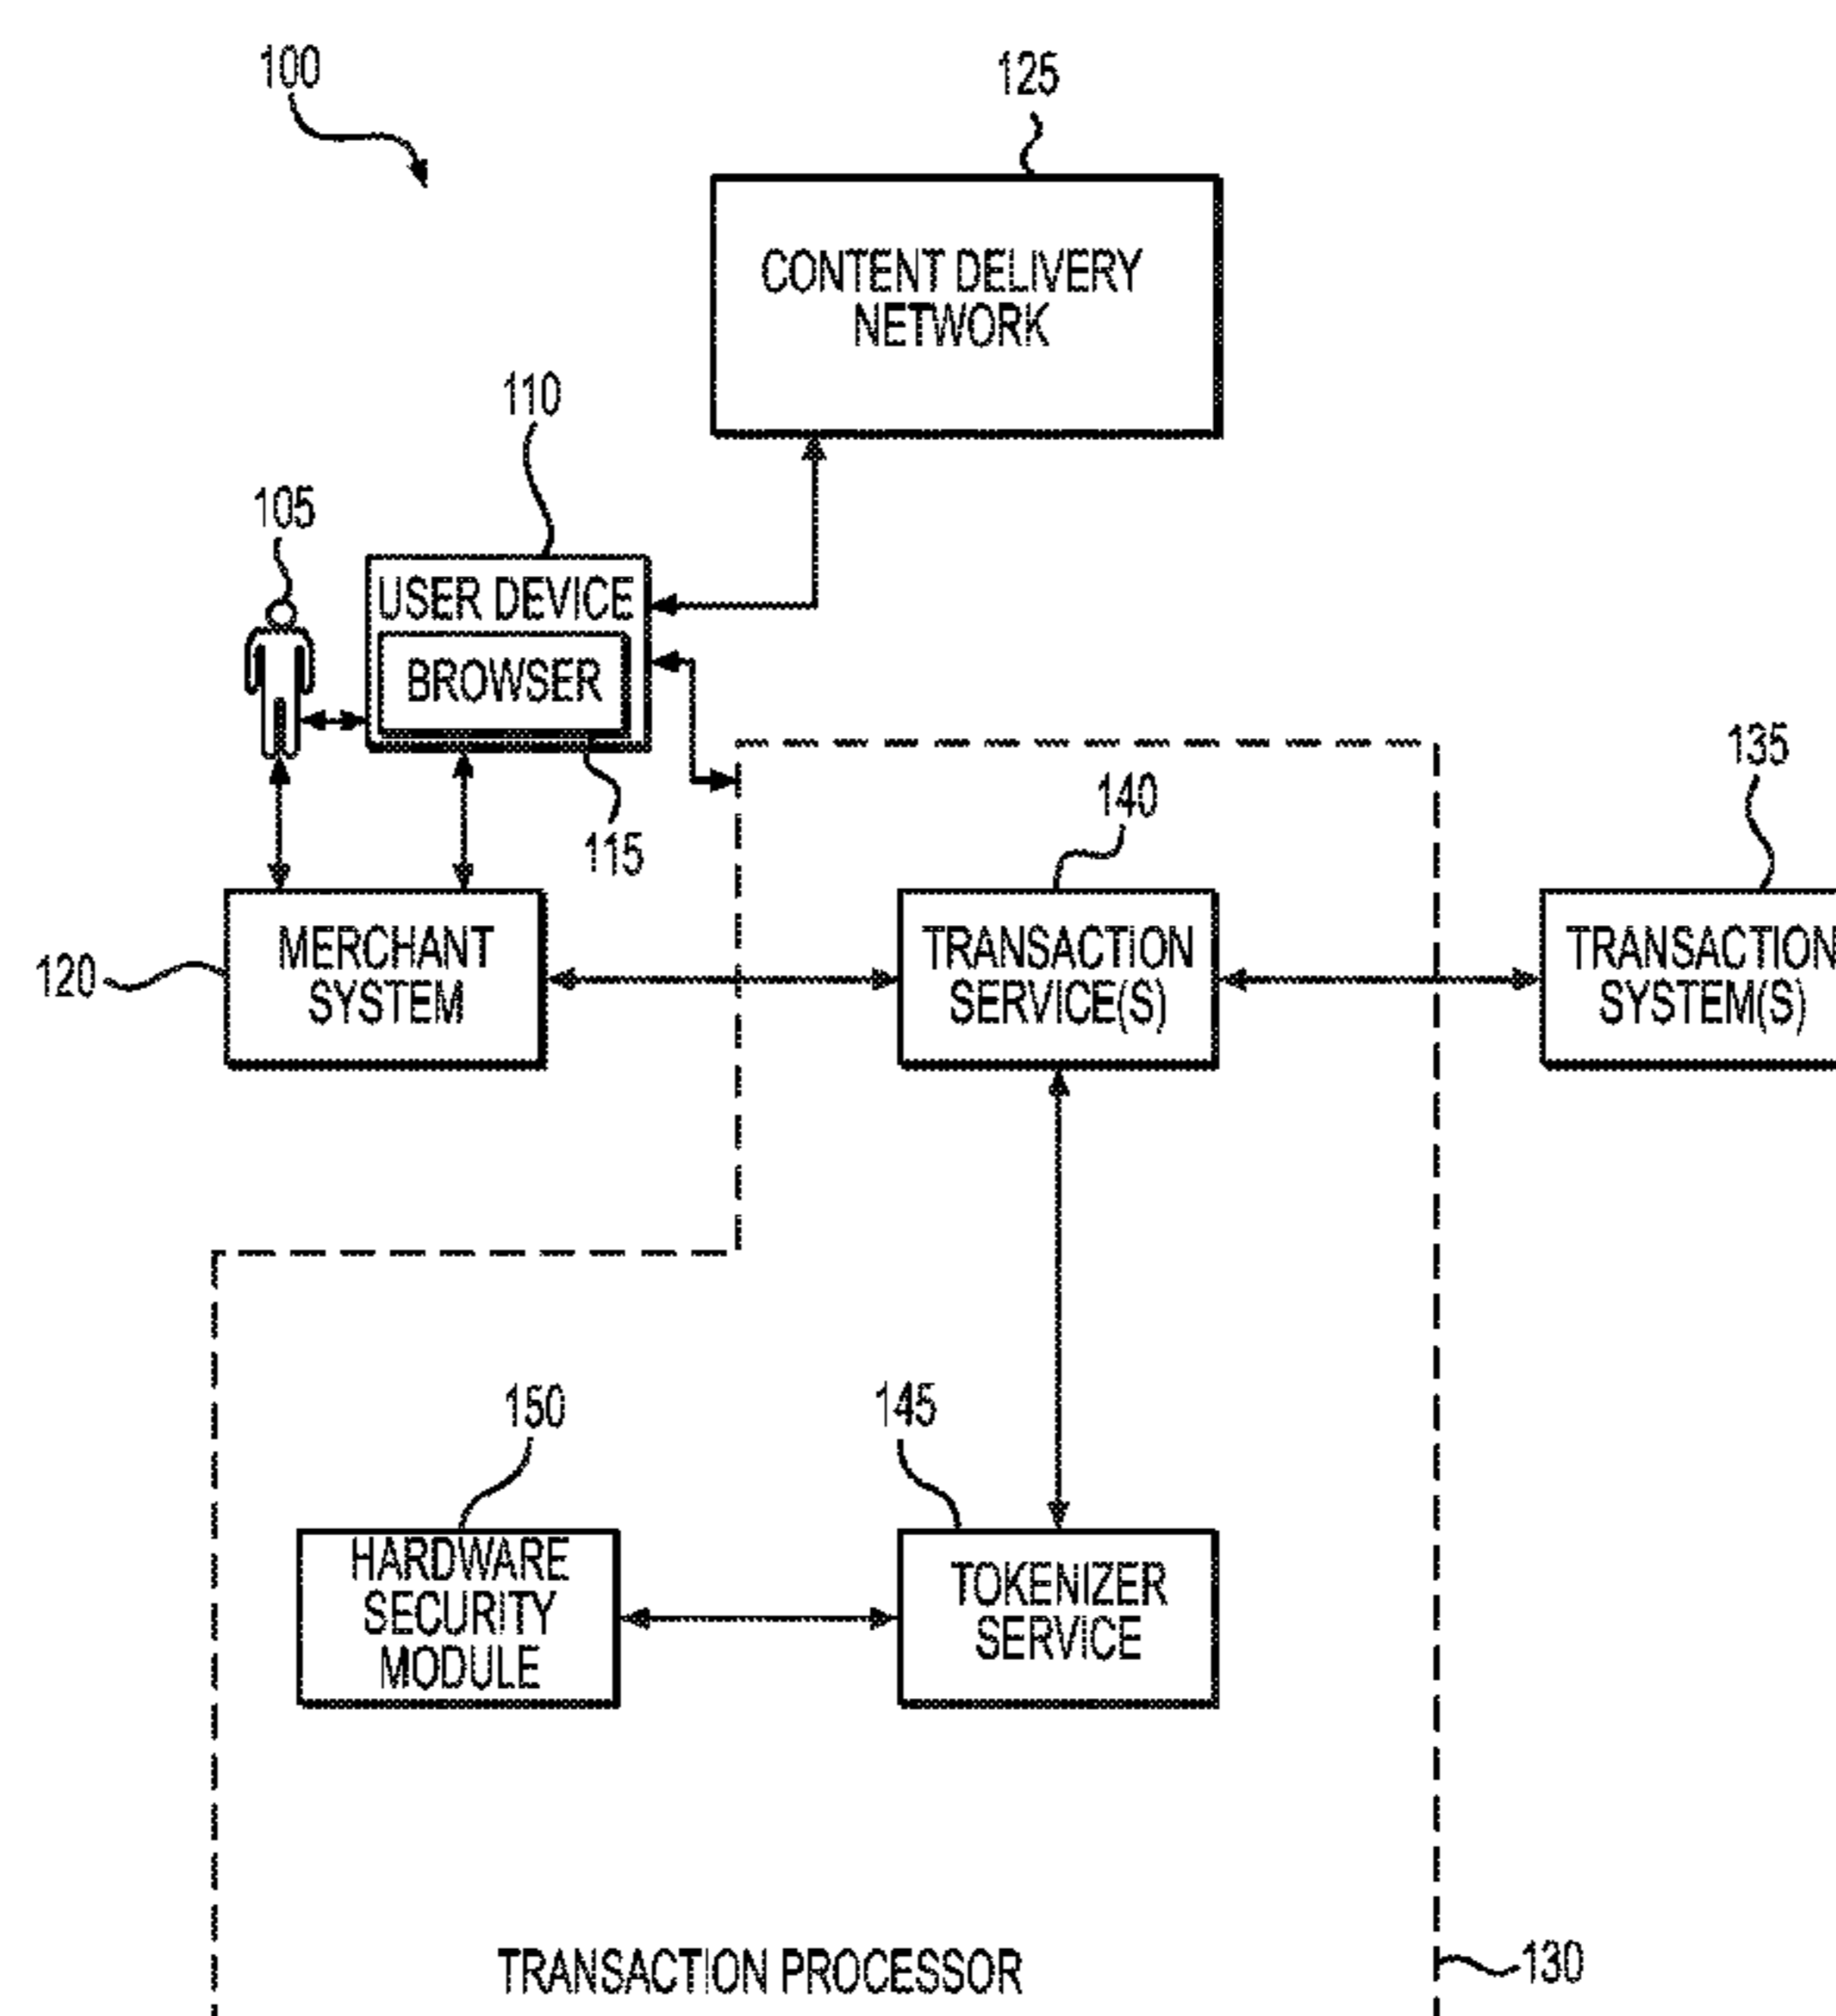 100
125
CONTENT DELIVERY
NETWORK
110
105
USER DEVICE
BROWSER
115
135
140
120
MERCHANT
SYSTEM
TRANSACTION
SERVICE(S)
TRANSACTION
SYSTEM(S)
150
145
HARDWARE
SECURITY
MODULE
TOKENIZER
SERVICE
TRANSACTION PROCESSOR
130